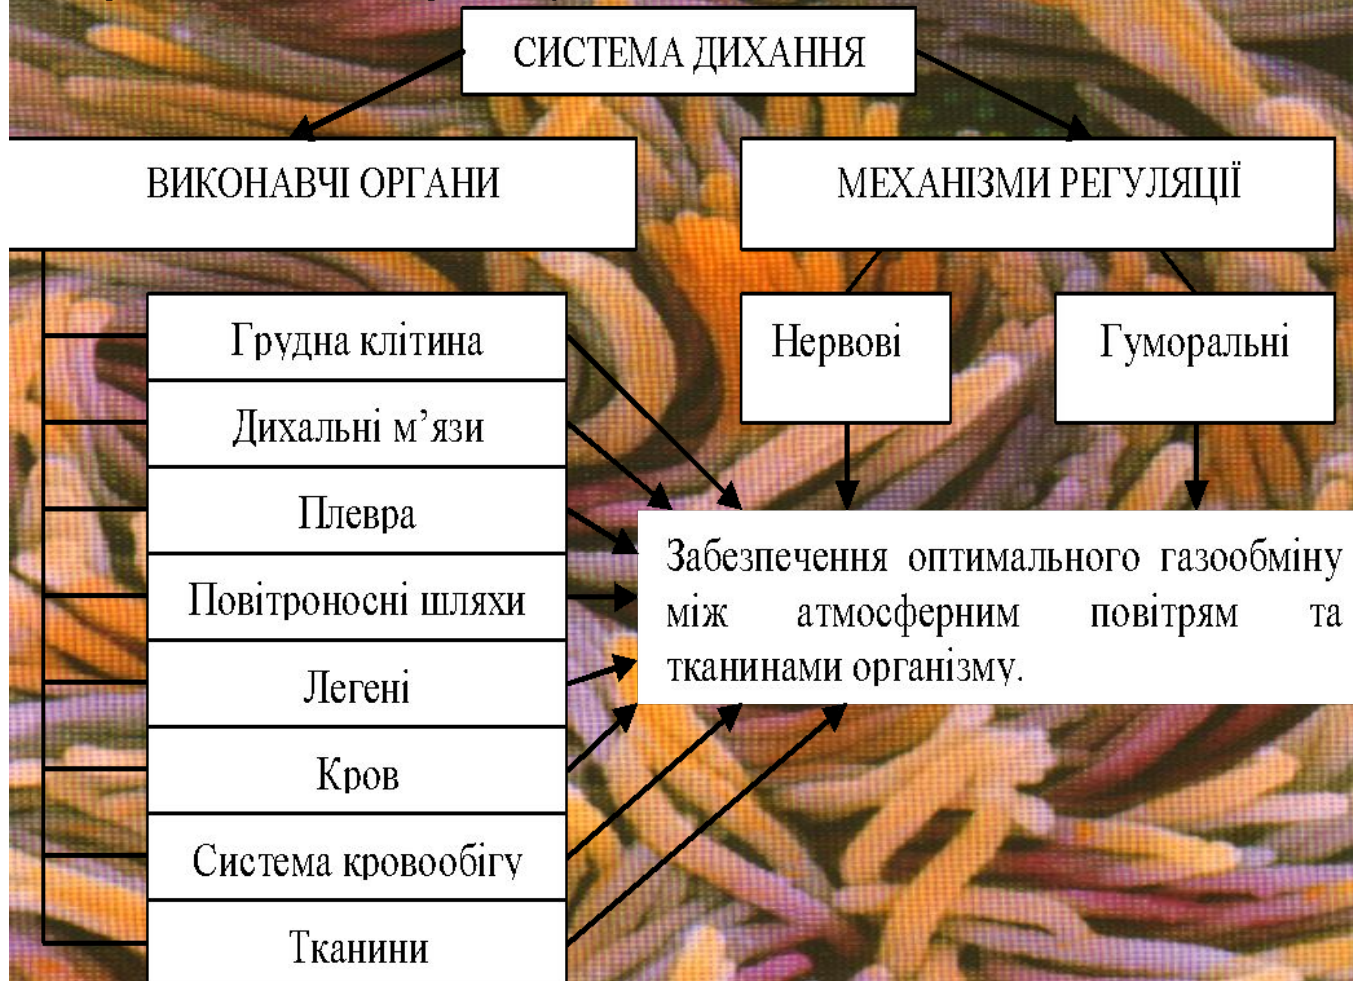 СИСТЕМА ДИХАННЯ
ВИКОНАВЧІ ОРГАНИ
МЕХАНІЗМИ РЕГУЛЯЦІЇ
Нервові
Гуморальні
Грудна клітина
Дихальні м’язи
Плевра
Повітроносні шляхи
Легені
Кров
Система кровообігу
Тканини
Забезпечення оптимального газообміну
між атмосферним повітрям та
тканинами організму.